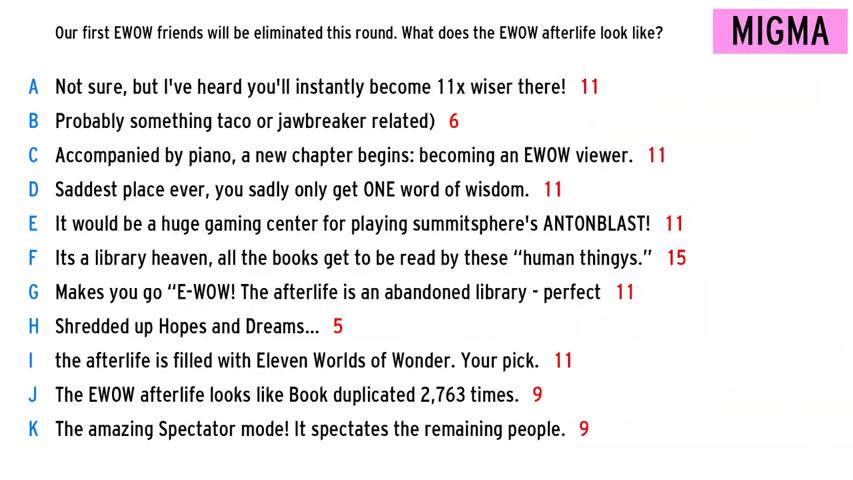 Our first EWOW friends will be eliminated this round. What does the EWOW afterlife look like?
MIGMA
A Not sure, but I've heard you'll instantly become 11x wiser there! 11
B Probably something taco or jawbreaker related) 6
C Accompanied by piano, a new chapter begins: becoming an EWOW viewer. 11
D Saddest place ever, you sadly only get ONE word of wisdom. 11
E It would be a huge gaming center for playing summitsphere's ANTONBLAST! 11
F Its a library heaven, all the books get to be read by these “human thingys.” 15
G Makes you go “E-WOW! The afterlife is an abandoned library - perfect 11
H Shredded up Hopes and Dreams... 5
I the afterlife is filled with Eleven Worlds of Wonder. Your pick. 11
J The EWOW afterlife looks like Book duplicated 2,763 times. 9
K The amazing Spectator mode! It spectates the remaining people. 9